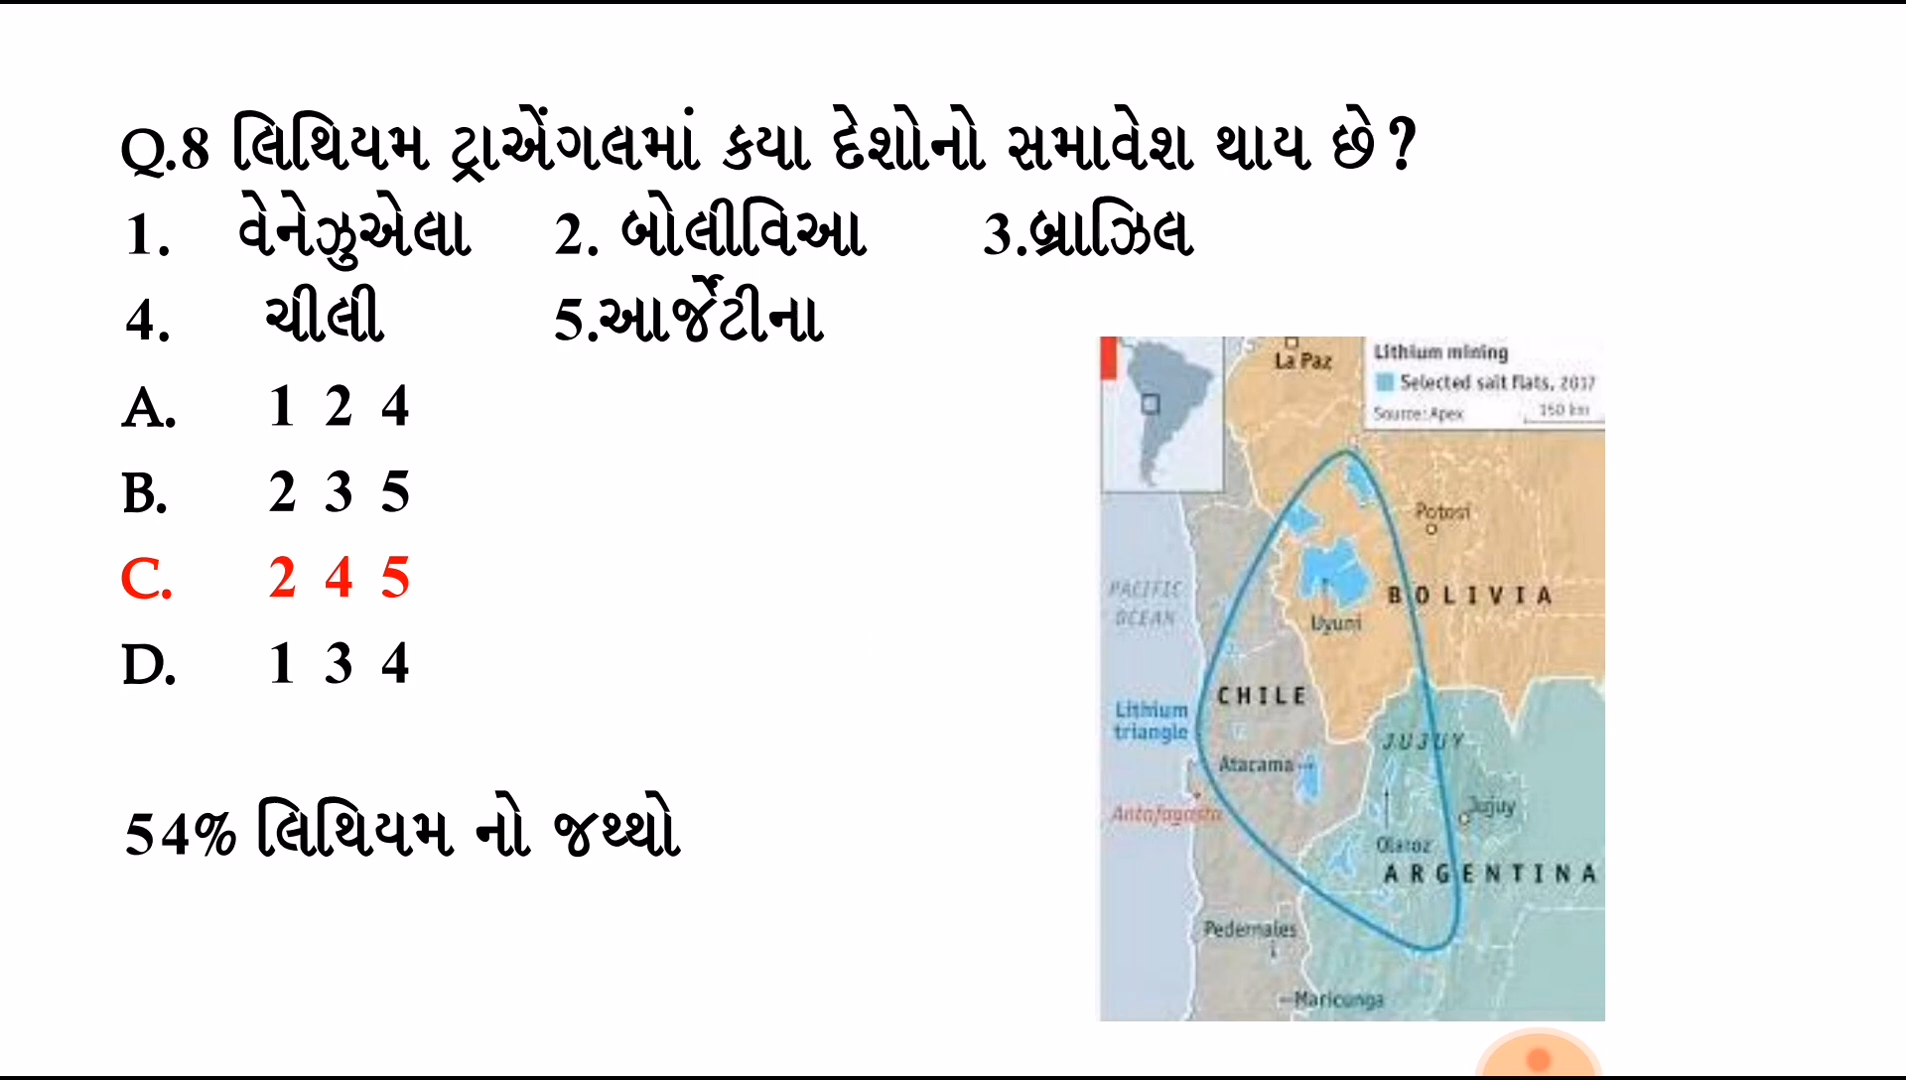 Q.8 લિથિયમ ટ્રાએંગલમાં કયા દેશોનો સમાવેશ થાય છે?
1. વેનેઝુએલા 2. બોલીવિઆ 3.બ્રાઝિલ
4. ચીલી 5.આર્જેંટીના
A. 1 2 4
B. 2 3 5
C. 2 4 5
D. 1 3 4
54% લિથિયમ નો જથ્થો
La Paz
Lithium mining
Selected salt flats, 2017
Source: Apex
150 km
Potosí
PACIFIC
OCEAN
BOLIVIA
Uyuni
CHILE
Lithium
triangle
JUJUY
Atacama
Antofagasta
Jujuy
Olaroz
ARGENTINA
Pedernales
Maricunga